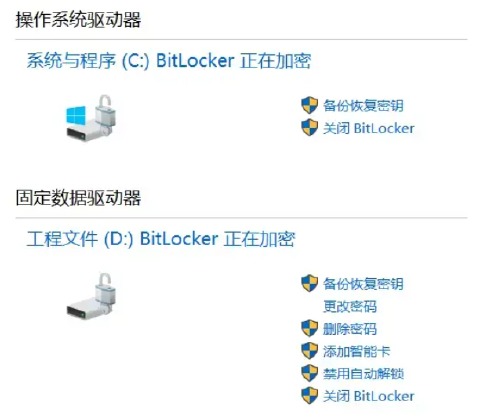 操作系统驱动器
系统与程序 (C:) BitLocker 正在加密
备份恢复密钥
关闭 BitLocker
固定数据驱动器
工程文件 (D:) BitLocker 正在加密
备份恢复密钥
更改密码
删除密码
添加智能卡
禁用自动解锁
关闭 BitLocker